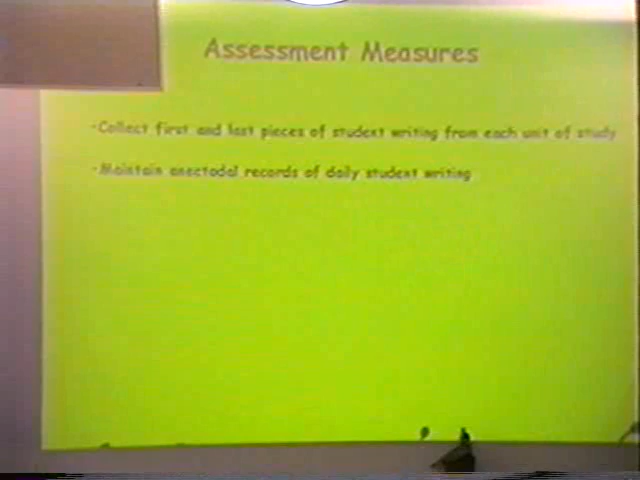 Assessment Measures
·Collect first and last pieces of student writing from each unit of study
·Maintain anectodal records of daily student writing